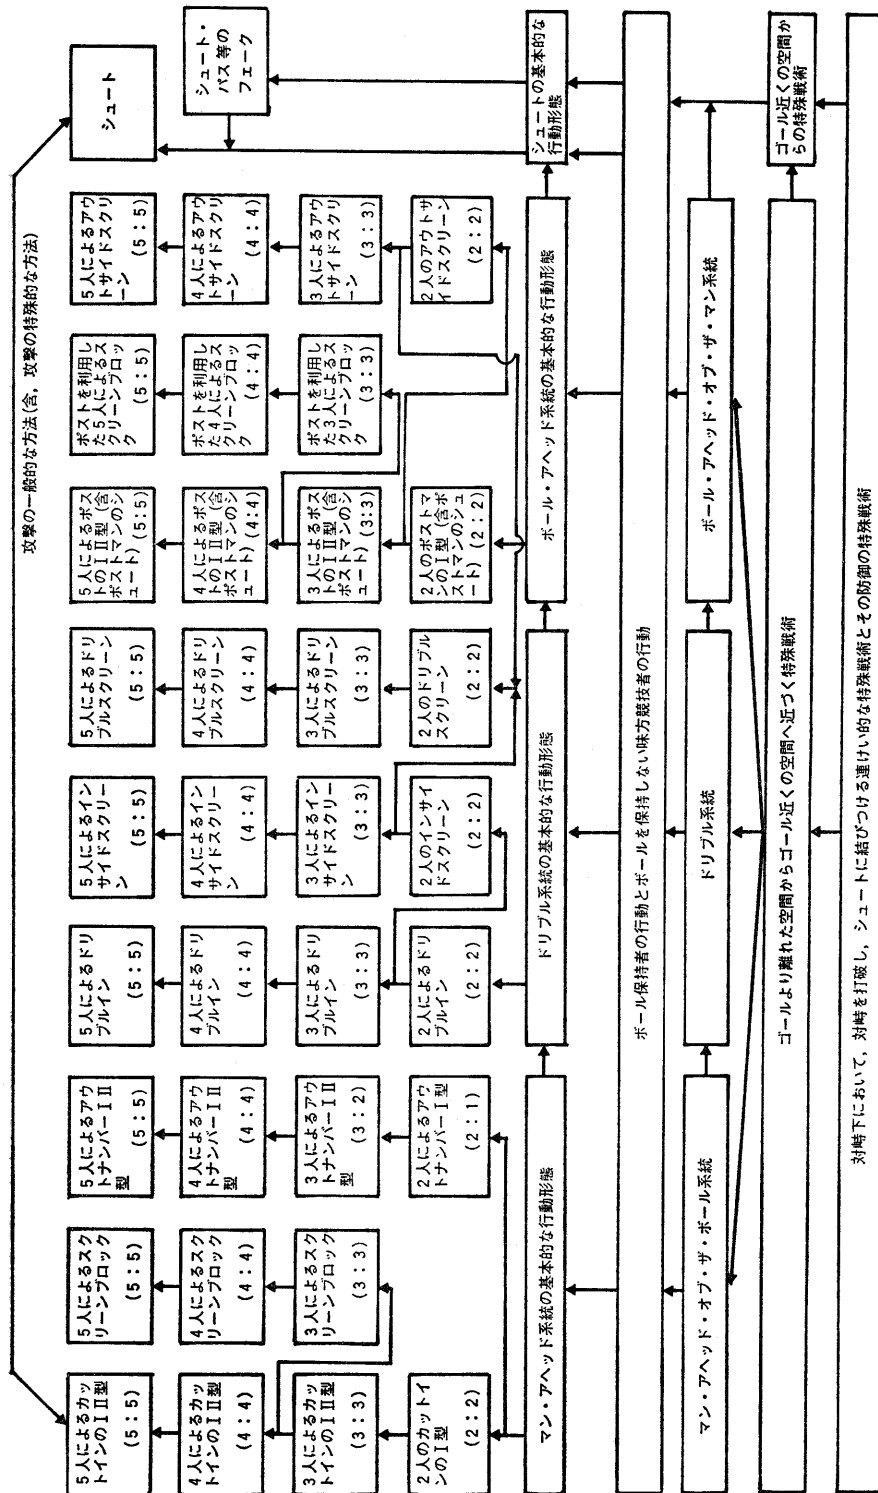 攻撃の一般的な方法(含,攻撃の特殊的な方法)
5人によるカッ
トインのⅠⅡ型
(5:5)
5人によるスク
リーンブロック
(5:5)
5人によるアウ
トナンバーⅠⅡ
型
(5:5)
5人によるドリ
ブルイン
(5:5)
5人によるイン
サイドスクリー
ン
(5:5)
5人によるドリ
ブルスクリーン
(5:5)
5人によるポス
トのⅠⅡ型(含
ポストマンのシ
ュート)(5:5)
ポストを利用し
た5人によるス
クリーンブロッ
ク
(5:5)
5人によるアウ
トサイドスクリ
ーン
(5:5)
シュート
4人によるカッ
トインのⅠⅡ型
(4:4)
4人によるスク
リーンブロック
(4:4)
4人によるアウ
トナンバーⅠⅡ
型
(4:4)
4人によるドリ
ブルイン
(4:4)
4人によるイン
サイドスクリー
ン
(4:4)
4人によるドリ
ブルスクリーン
(4:4)
4人によるポス
トのⅠⅡ型(含
ポストマンのシ
ュート)(4:4)
ポストを利用し
た4人によるス
クリーンブロッ
ク
(4:4)
4人によるアウ
トサイドスクリ
ーン
(4:4)
シュート・
パス等の
フェーク
3人によるカッ
トインのⅠⅡ型
(3:3)
3人によるスク
リーンブロック
(3:3)
3人によるアウ
トナンバーⅠⅡ
型
(3:2)
3人によるドリ
ブルイン
(3:3)
3人によるイン
サイドスクリーン
(3:3)
3人によるドリ
ブルスクリーン
(3:3)
3人によるポス
トのⅠⅡ型(含
ポストマンのシ
ュート)(3:3)
ポストを利用し
た3人によるス
クリーンブロッ
ク
(3:3)
3人によるアウ
トサイドスクリ
ーン
(3:3)
2人のカットイ
ンのⅠ型
(2:2)
2人によるアウ
トナンバーⅠ型
(2:1)
2人によるドリ
ブルイン
(2:2)
2人のインサイ
ドスクリーン
(2:2)
2人のドリブル
スクリーン
(2:2)
2人のポストマ
ンのⅠ型(含ポ
ストマンのシュ
ート)(2:2)
2人のアウトサ
イドスクリーン
(2:2)
マン・アヘッド系統の基本的な行動形態
ドリブル系統の基本的な行動形態
ボール・アヘッド系統の基本的な行動形態
シュートの基本的な
行動形態
ボール保持者の行動とボールを保持しない味方競技者の行動
マン・アヘッド・オブ・ザ・ボール系統
ドリブル系統
ボール・アヘッド・オブ・ザ・マン系統
ゴールより離れた空間からゴール近くの空間へ近づく特殊戦術
ゴール近くの空間か
らの特殊戦術
対峙下において,対峙を打破し,シュートに結びつける連けい的な特殊戦術とその防御の特殊戦術